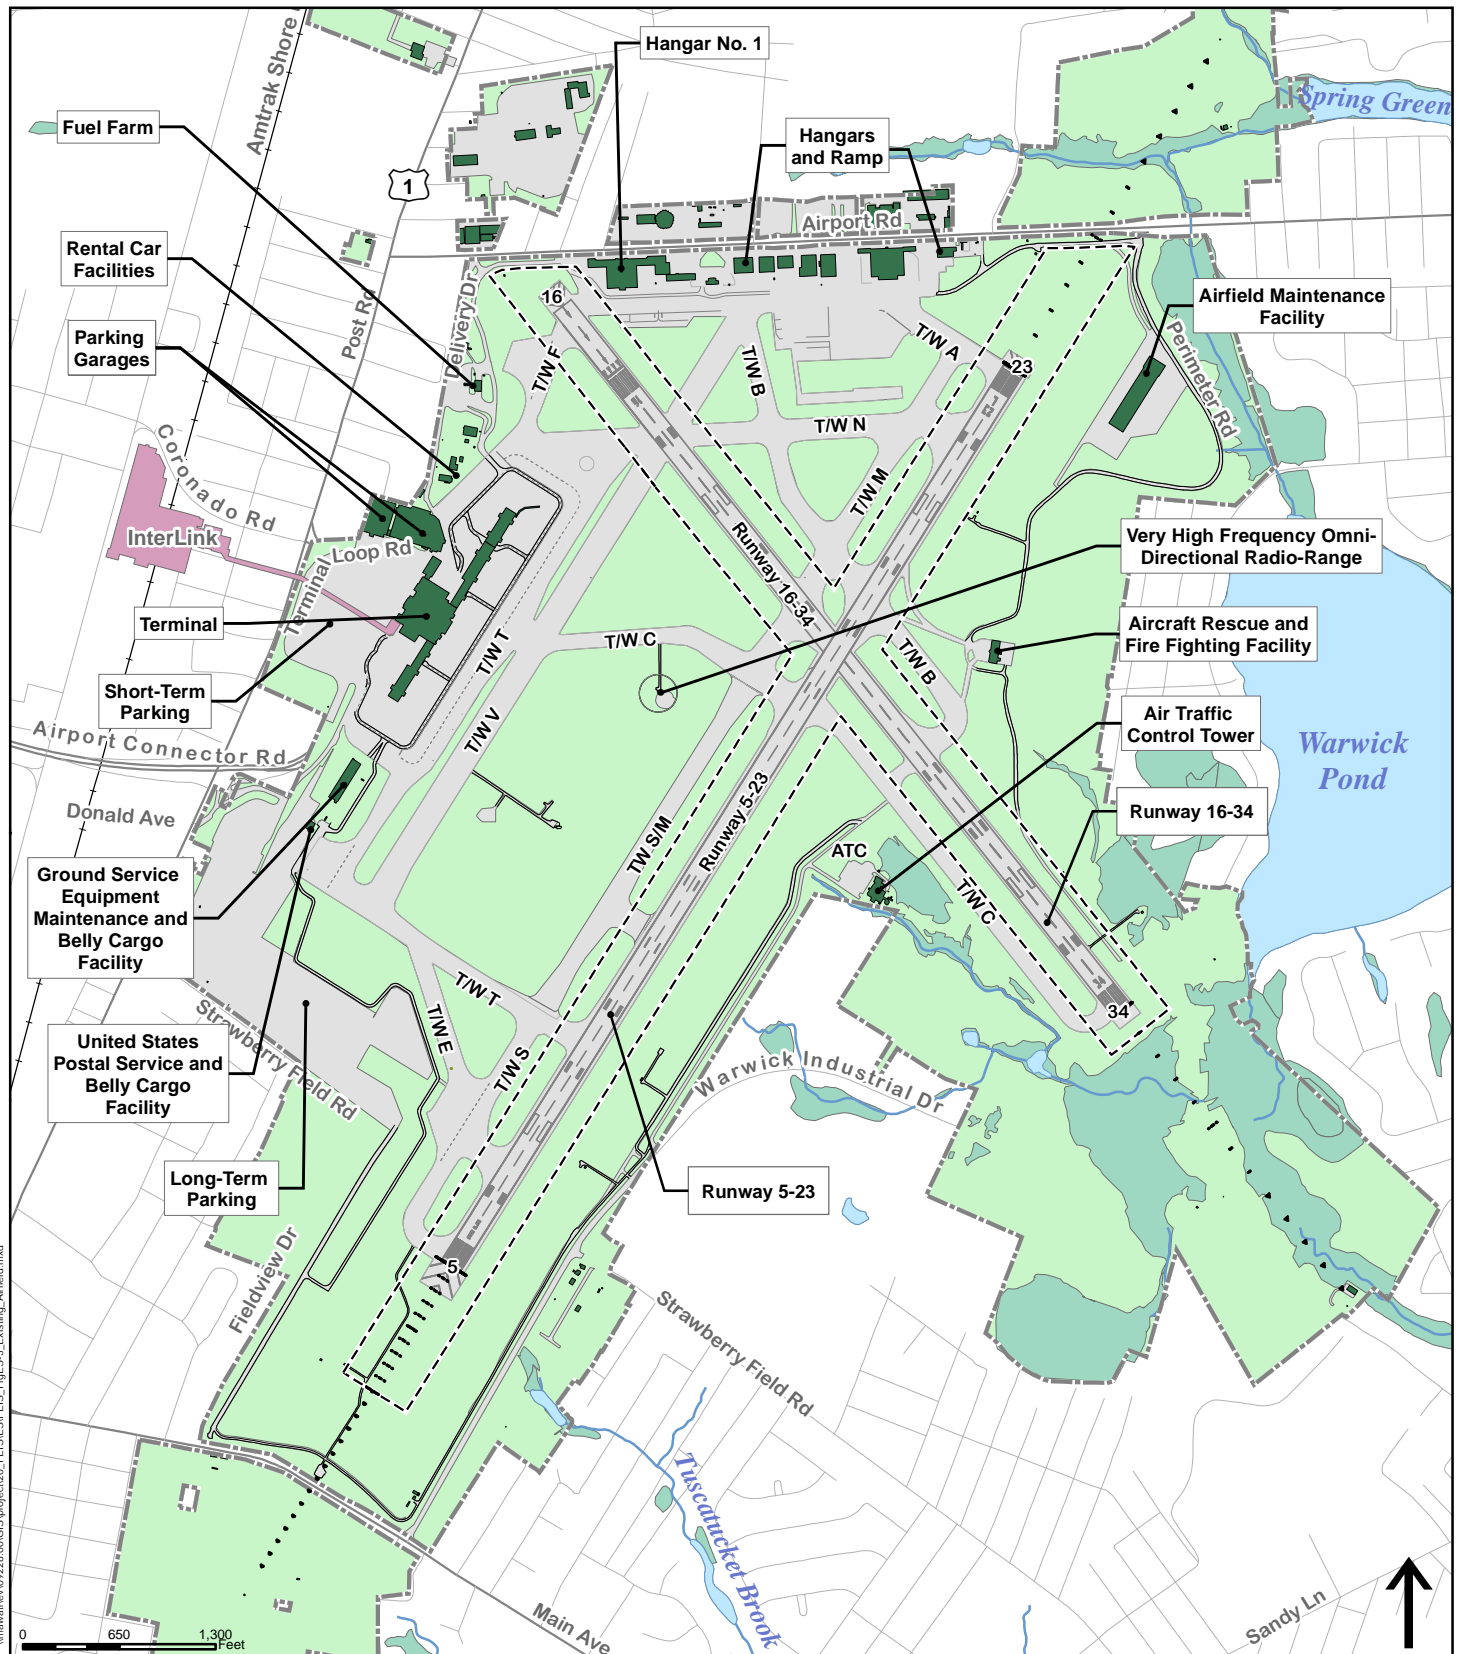 Hangar No. 1
Amtrak Shore
Spring Green
Fuel Farm
Hangars
and Ramp
1
Airport Rd
Rental Car
Facilities
Delivery Dr
16
Airfield Maintenance
Facility
Post Rd
Parking
Garages
T/W F
T/W B
T/W A
23
Perimeter Rd
T/W N
Coronado Rd
T/W M
InterLink
Terminal Loop Rd
Runway 16-34
Very High Frequency Omni-
Directional Radio-Range
Terminal
T/W T
T/W C
T/W B
Aircraft Rescue and
Fire Fighting Facility
Short-Term
Parking
T/W V
Air Traffic
Control Tower
Airport Connector Rd
Warwick
Pond
Donald Ave
Runway 5-23
Runway 16-34
TW S/M
ATC
Ground Service
Equipment
Maintenance and
Belly Cargo
Facility
T/W C
T/W T
T/W E
34
Strawberry Field Rd
United States
Postal Service and
Belly Cargo
Facility
T/W S
Warwick Industrial Dr
Long-Term
Parking
Runway 5-23
Fieldview Dr
5
Strawberry Field Rd
Tuscatucket Brook
Main Ave
Sandy Ln
0 650 1,300
Feet